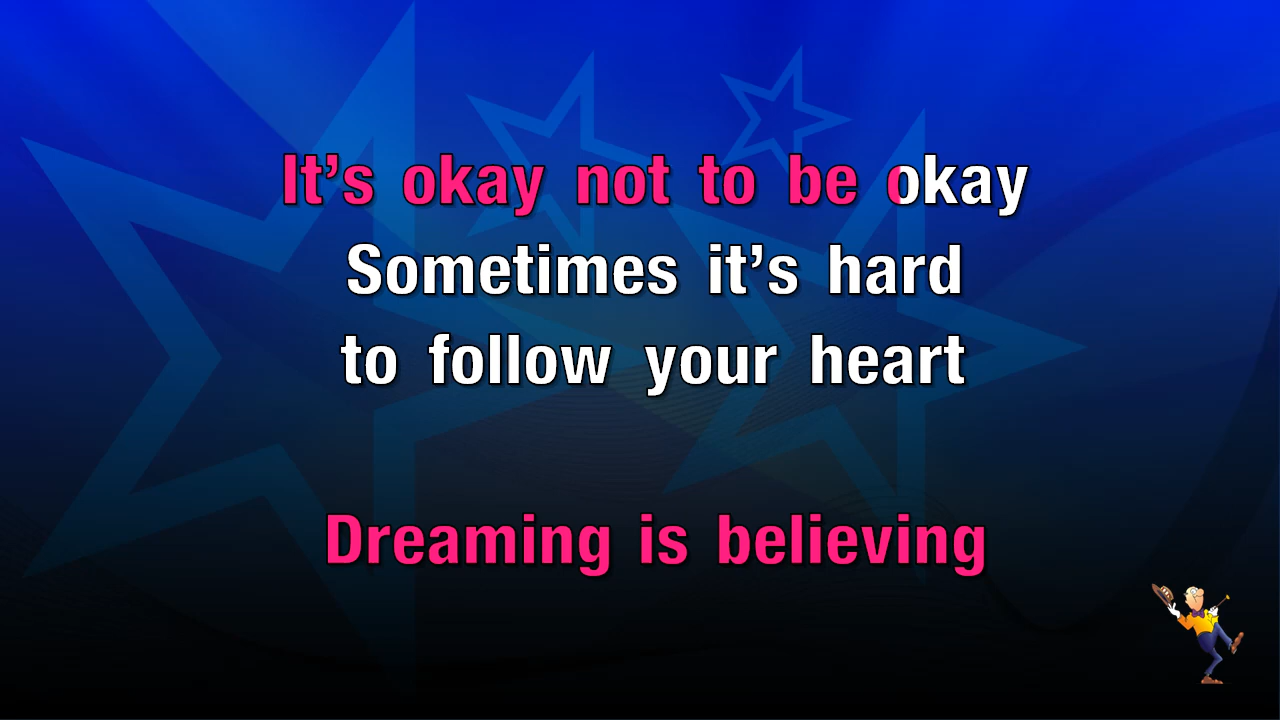 It’s okay not to be okay
Sometimes it’s hard
to follow your heart
Dreaming is believing